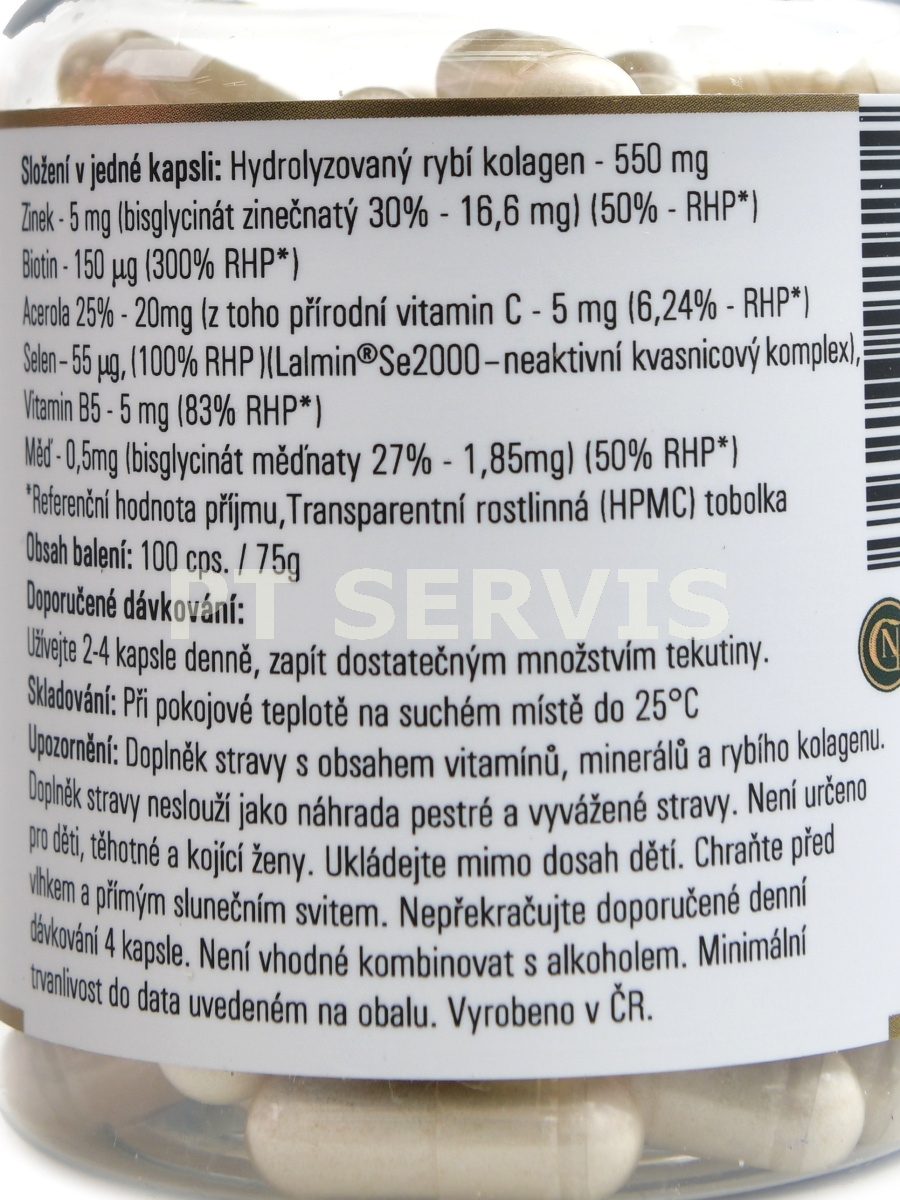 Složení v jedné kapsli: Hydrolyzovaný rybí kolagen - 550 mg
Zinek - 5 mg (bisglycinát zinečnatý 30% - 16,6 mg) (50% - RHP*)
Biotin - 150 µg (300% RHP*)
Acerola 25% - 20mg (z toho přírodní vitamin C - 5 mg (6,24% - RHP*)
Selen – 55 µg, (100% RHP )(Lalmin®Se2000 – neaktivní kvasnicový komplex),
Vitamin B5 - 5 mg (83% RHP*)
Měď - 0,5mg (bisglycinát měďnaty 27% - 1,85mg) (50% RHP*)
*Referenční hodnota příjmu,Transparentní rostlinná (HPMC) tobolka
Obsah balení: 100 cps. / 75g
PT SERVIS
Doporučené dávkování:
Užívejte 2-4 kapsle denně, zapít dostatečným množstvím tekutiny.
Skladování: Při pokojové teplotě na suchém místě do 25°C
Upozornění: Doplněk stravy s obsahem vitamínů, minerálů a rybího kolagenu.
Doplněk stravy neslouží jako náhrada pestré a vyvážené stravy. Není určeno
pro děti, těhotné a kojící ženy. Ukládejte mimo dosah dětí. Chraňte před
vlhkem a přímým slunečním svitem. Nepřekračujte doporučené denní
dávkování 4 kapsle. Není vhodné kombinovat s alkoholem. Minimální
trvanlivost do data uvedeném na obalu. Vyrobeno v ČR.